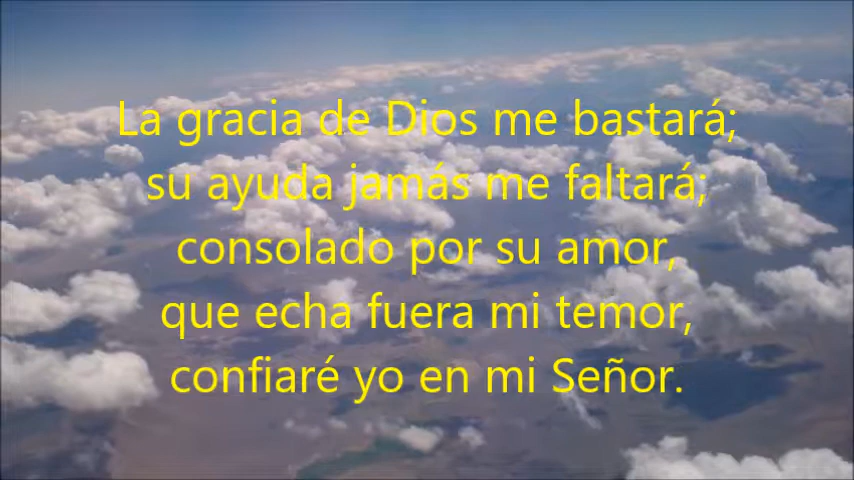 La gracia de Dios me bastará;
su ayuda jamás me faltará;
consolado por su amor,
que echa fuera mi temor,
confiaré yo en mi Señor.